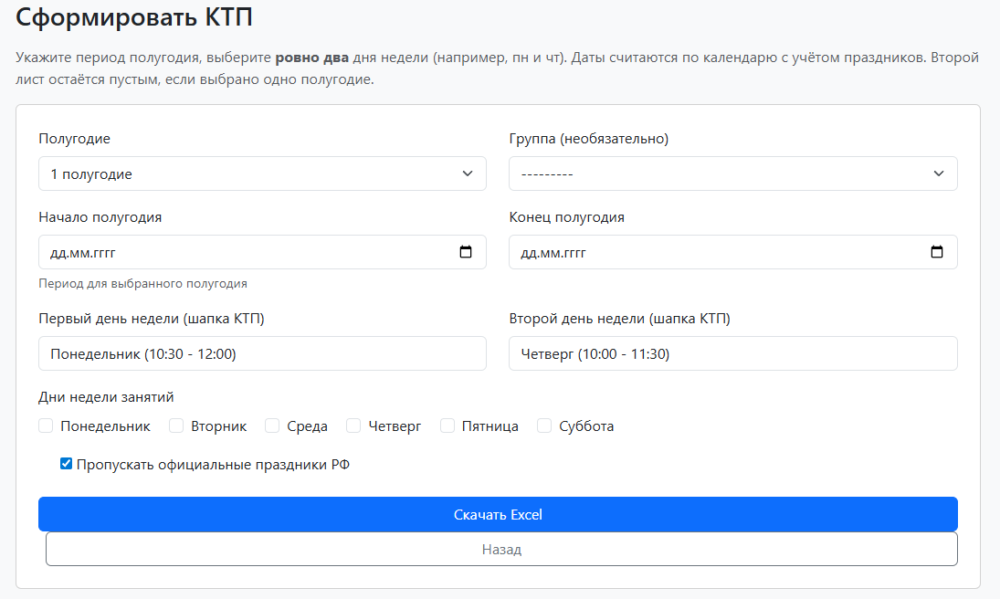 Сформировать КТП
Укажите период полугодия, выберите ровно два дня недели (например, пн и чт). Даты считаются по календарю с учётом праздников. Второй
лист остаётся пустым, если выбрано одно полугодие.
Полугодие
Группа (необязательно)
1 полугодие
---------
Начало полугодия
Конец полугодия
дд.мм.гггг
дд.мм.гггг
Период для выбранного полугодия
Первый день недели (шапка КТП)
Второй день недели (шапка КТП)
Понедельник (10:30 - 12:00)
Четверг (10:00 - 11:30)
Дни недели занятий
Понедельник Вторник Среда Четверг Пятница Суббота
Пропускать официальные праздники РФ
Скачать Excel
Назад